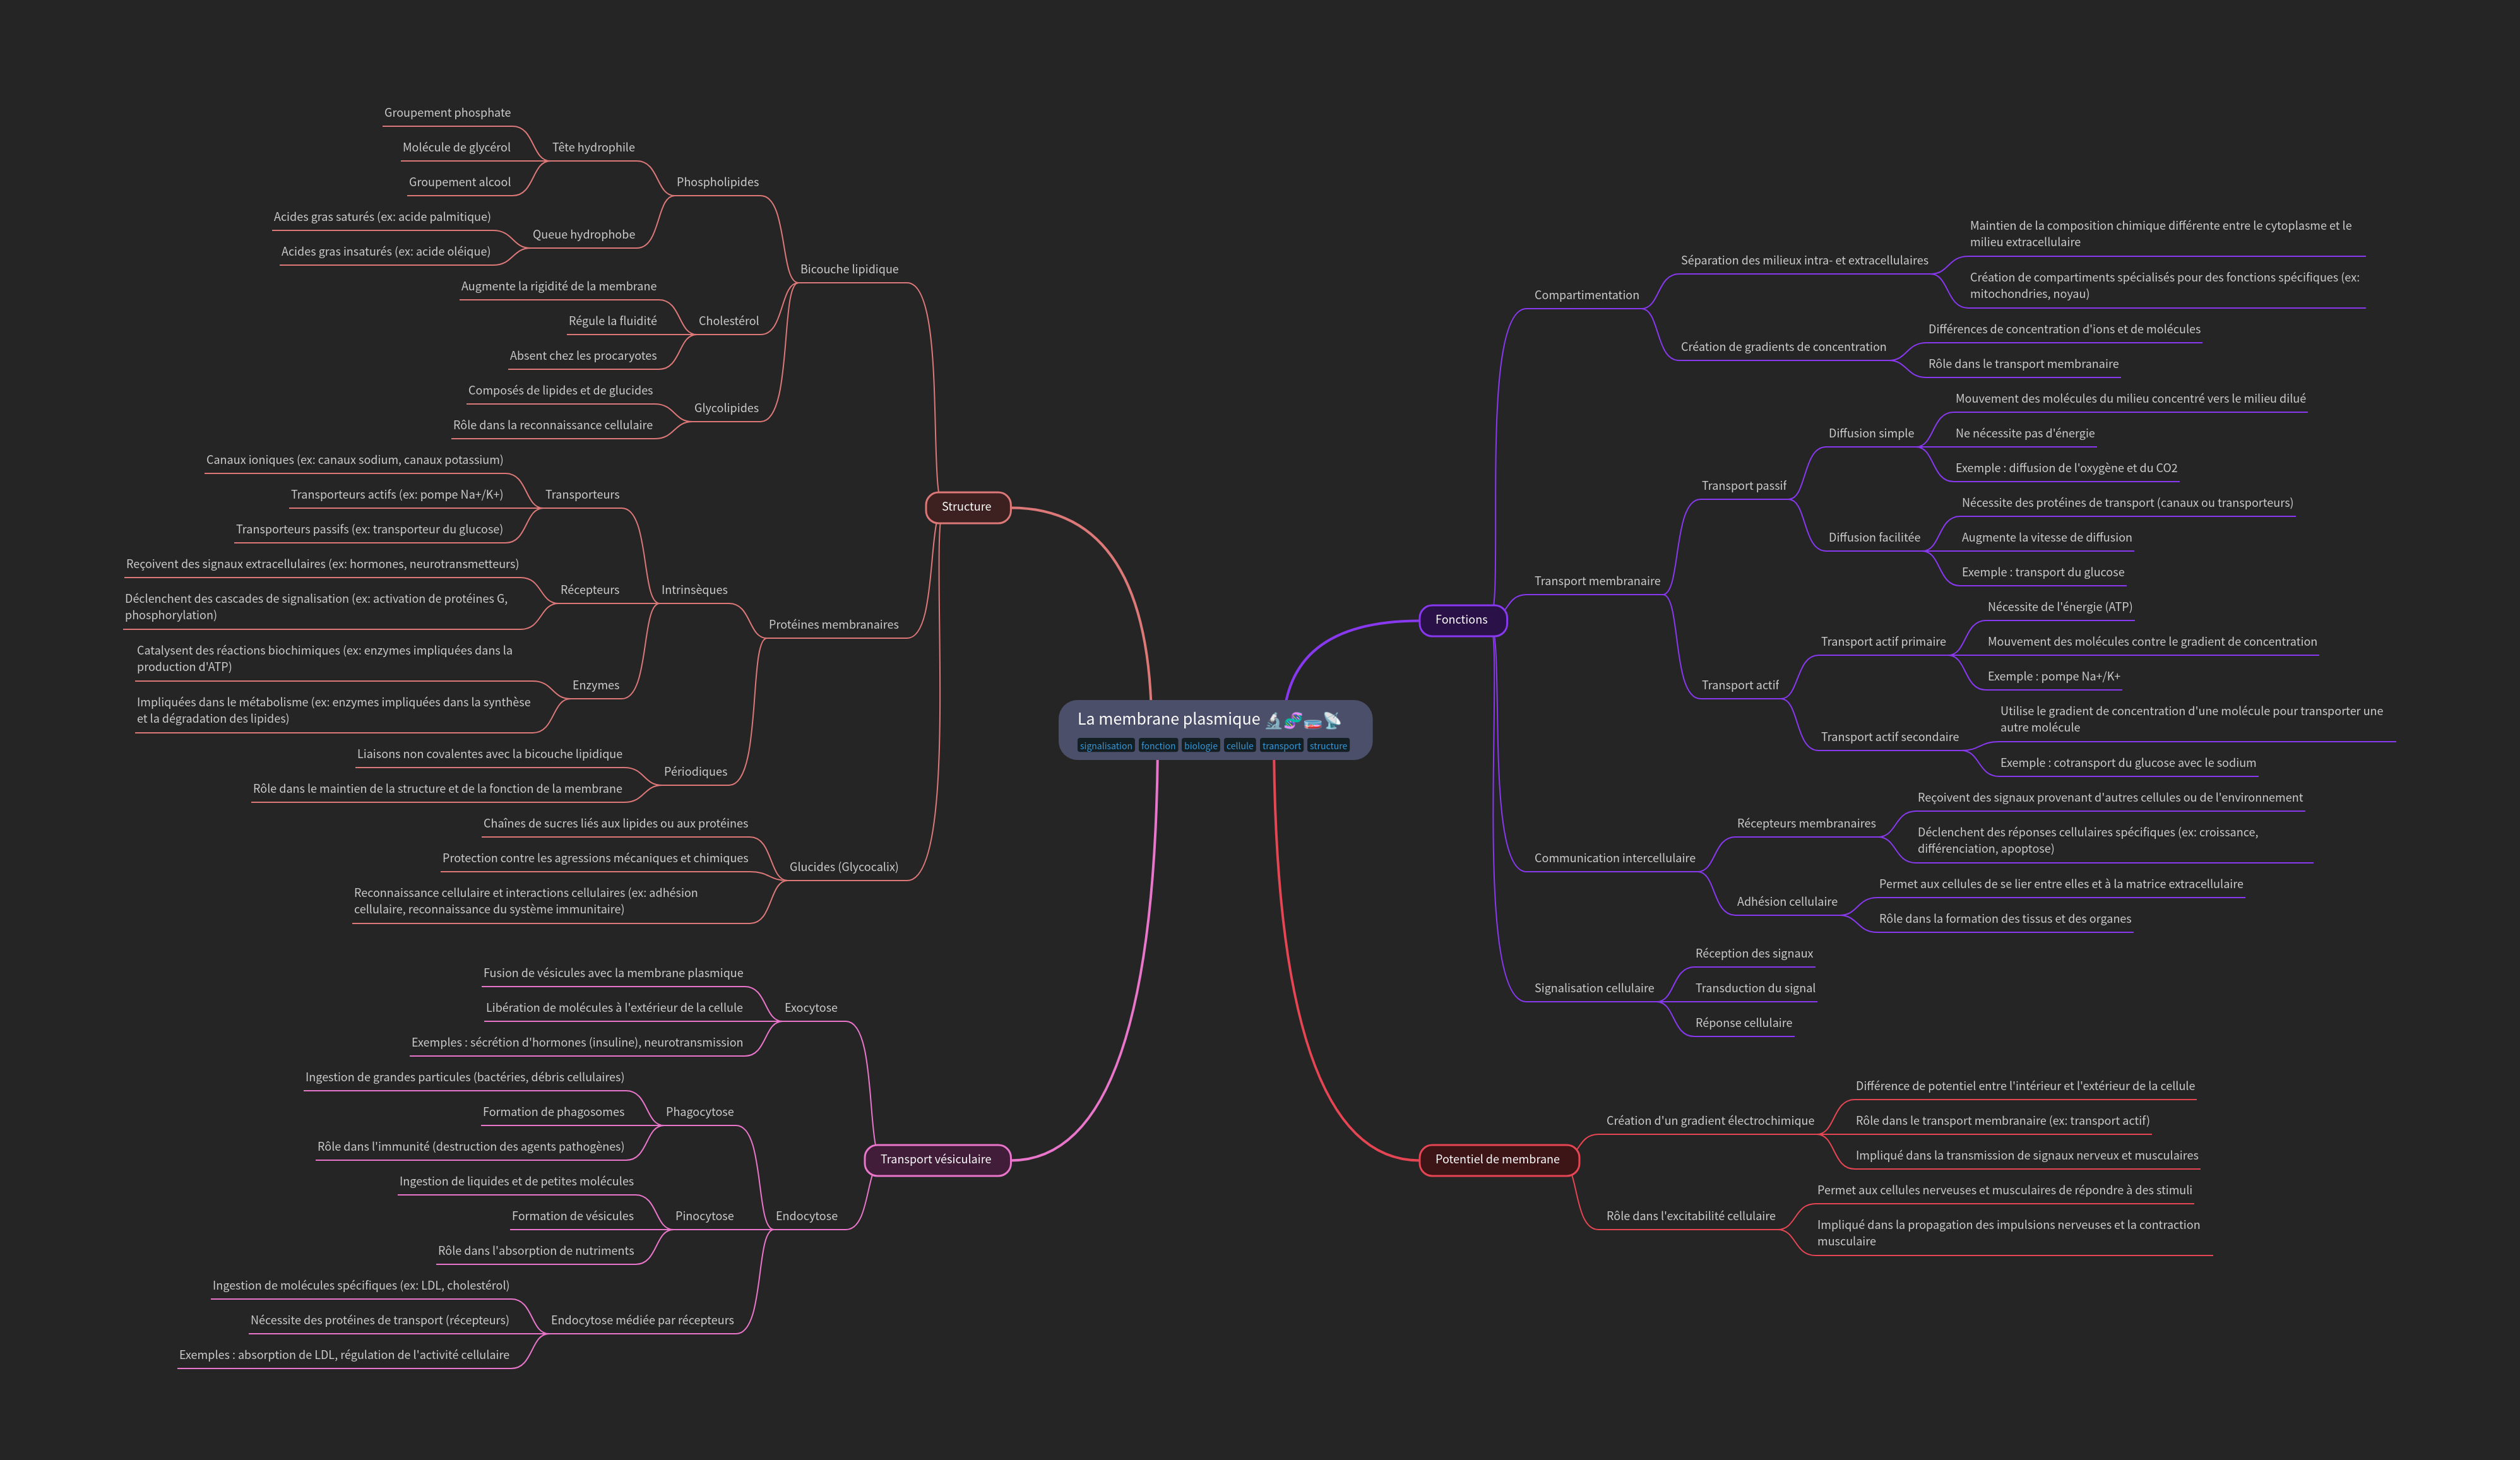 La membrane plasmique 🔬🧬🧫📡
signalisation fonction biologie cellule transport structure
Structure
Bicouche lipidique
Phospholipides
Tête hydrophile
Groupement phosphate
Molécule de glycérol
Groupement alcool
Queue hydrophobe
Acides gras saturés (ex: acide palmitique)
Acides gras insaturés (ex: acide oléique)
Cholestérol
Augmente la rigidité de la membrane
Régule la fluidité
Absent chez les procaryotes
Glycolipides
Composés de lipides et de glucides
Rôle dans la reconnaissance cellulaire
Protéines membranaires
Intrinsèques
Transporteurs
Canaux ioniques (ex: canaux sodium, canaux potassium)
Transporteurs actifs (ex: pompe Na+/K+)
Transporteurs passifs (ex: transporteur du glucose)
Récepteurs
Reçoivent des signaux extracellulaires (ex: hormones, neurotransmetteurs)
Déclenchent des cascades de signalisation (ex: activation de protéines G,
phosphorylation)
Enzymes
Catalysent des réactions biochimiques (ex: enzymes impliquées dans la
production d'ATP)
Impliquées dans le métabolisme (ex: enzymes impliquées dans la synthèse
et la dégradation des lipides)
Périodiques
Liaisons non covalentes avec la bicouche lipidique
Rôle dans le maintien de la structure et de la fonction de la membrane
Glucides (Glycocalix)
Chaînes de sucres liés aux lipides ou aux protéines
Protection contre les agressions mécaniques et chimiques
Reconnaissance cellulaire et interactions cellulaires (ex: adhésion
cellulaire, reconnaissance du système immunitaire)
Transport vésiculaire
Exocytose
Fusion de vésicules avec la membrane plasmique
Libération de molécules à l'extérieur de la cellule
Exemples : sécrétion d'hormones (insuline), neurotransmission
Endocytose
Phagocytose
Ingestion de grandes particules (bactéries, débris cellulaires)
Formation de phagosomes
Rôle dans l'immunité (destruction des agents pathogènes)
Pinocytose
Ingestion de liquides et de petites molécules
Formation de vésicules
Rôle dans l'absorption de nutriments
Endocytose médiée par récepteurs
Ingestion de molécules spécifiques (ex: LDL, cholestérol)
Nécessite des protéines de transport (récepteurs)
Exemples : absorption de LDL, régulation de l'activité cellulaire
Fonctions
Compartimentation
Séparation des milieux intra- et extracellulaires
Maintien de la composition chimique différente entre le cytoplasme et le
milieu extracellulaire
Création de compartiments spécialisés pour des fonctions spécifiques (ex:
mitochondries, noyau)
Création de gradients de concentration
Différences de concentration d'ions et de molécules
Rôle dans le transport membranaire
Transport membranaire
Transport passif
Diffusion simple
Mouvement des molécules du milieu concentré vers le milieu dilué
Ne nécessite pas d'énergie
Exemple : diffusion de l'oxygène et du CO2
Diffusion facilitée
Nécessite des protéines de transport (canaux ou transporteurs)
Augmente la vitesse de diffusion
Exemple : transport du glucose
Transport actif
Transport actif primaire
Nécessite de l'énergie (ATP)
Mouvement des molécules contre le gradient de concentration
Exemple : pompe Na+/K+
Transport actif secondaire
Utilise le gradient de concentration d'une molécule pour transporter une
autre molécule
Exemple : cotransport du glucose avec le sodium
Communication intercellulaire
Récepteurs membranaires
Reçoivent des signaux provenant d'autres cellules ou de l'environnement
Déclenchent des réponses cellulaires spécifiques (ex: croissance,
différenciation, apoptose)
Adhésion cellulaire
Permet aux cellules de se lier entre elles et à la matrice extracellulaire
Rôle dans la formation des tissus et des organes
Signalisation cellulaire
Réception des signaux
Transduction du signal
Réponse cellulaire
Potentiel de membrane
Création d'un gradient électrochimique
Différence de potentiel entre l'intérieur et l'extérieur de la cellule
Rôle dans le transport membranaire (ex: transport actif)
Impliqué dans la transmission de signaux nerveux et musculaires
Rôle dans l'excitabilité cellulaire
Permet aux cellules nerveuses et musculaires de répondre à des stimuli
Impliqué dans la propagation des impulsions nerveuses et la contraction
musculaire